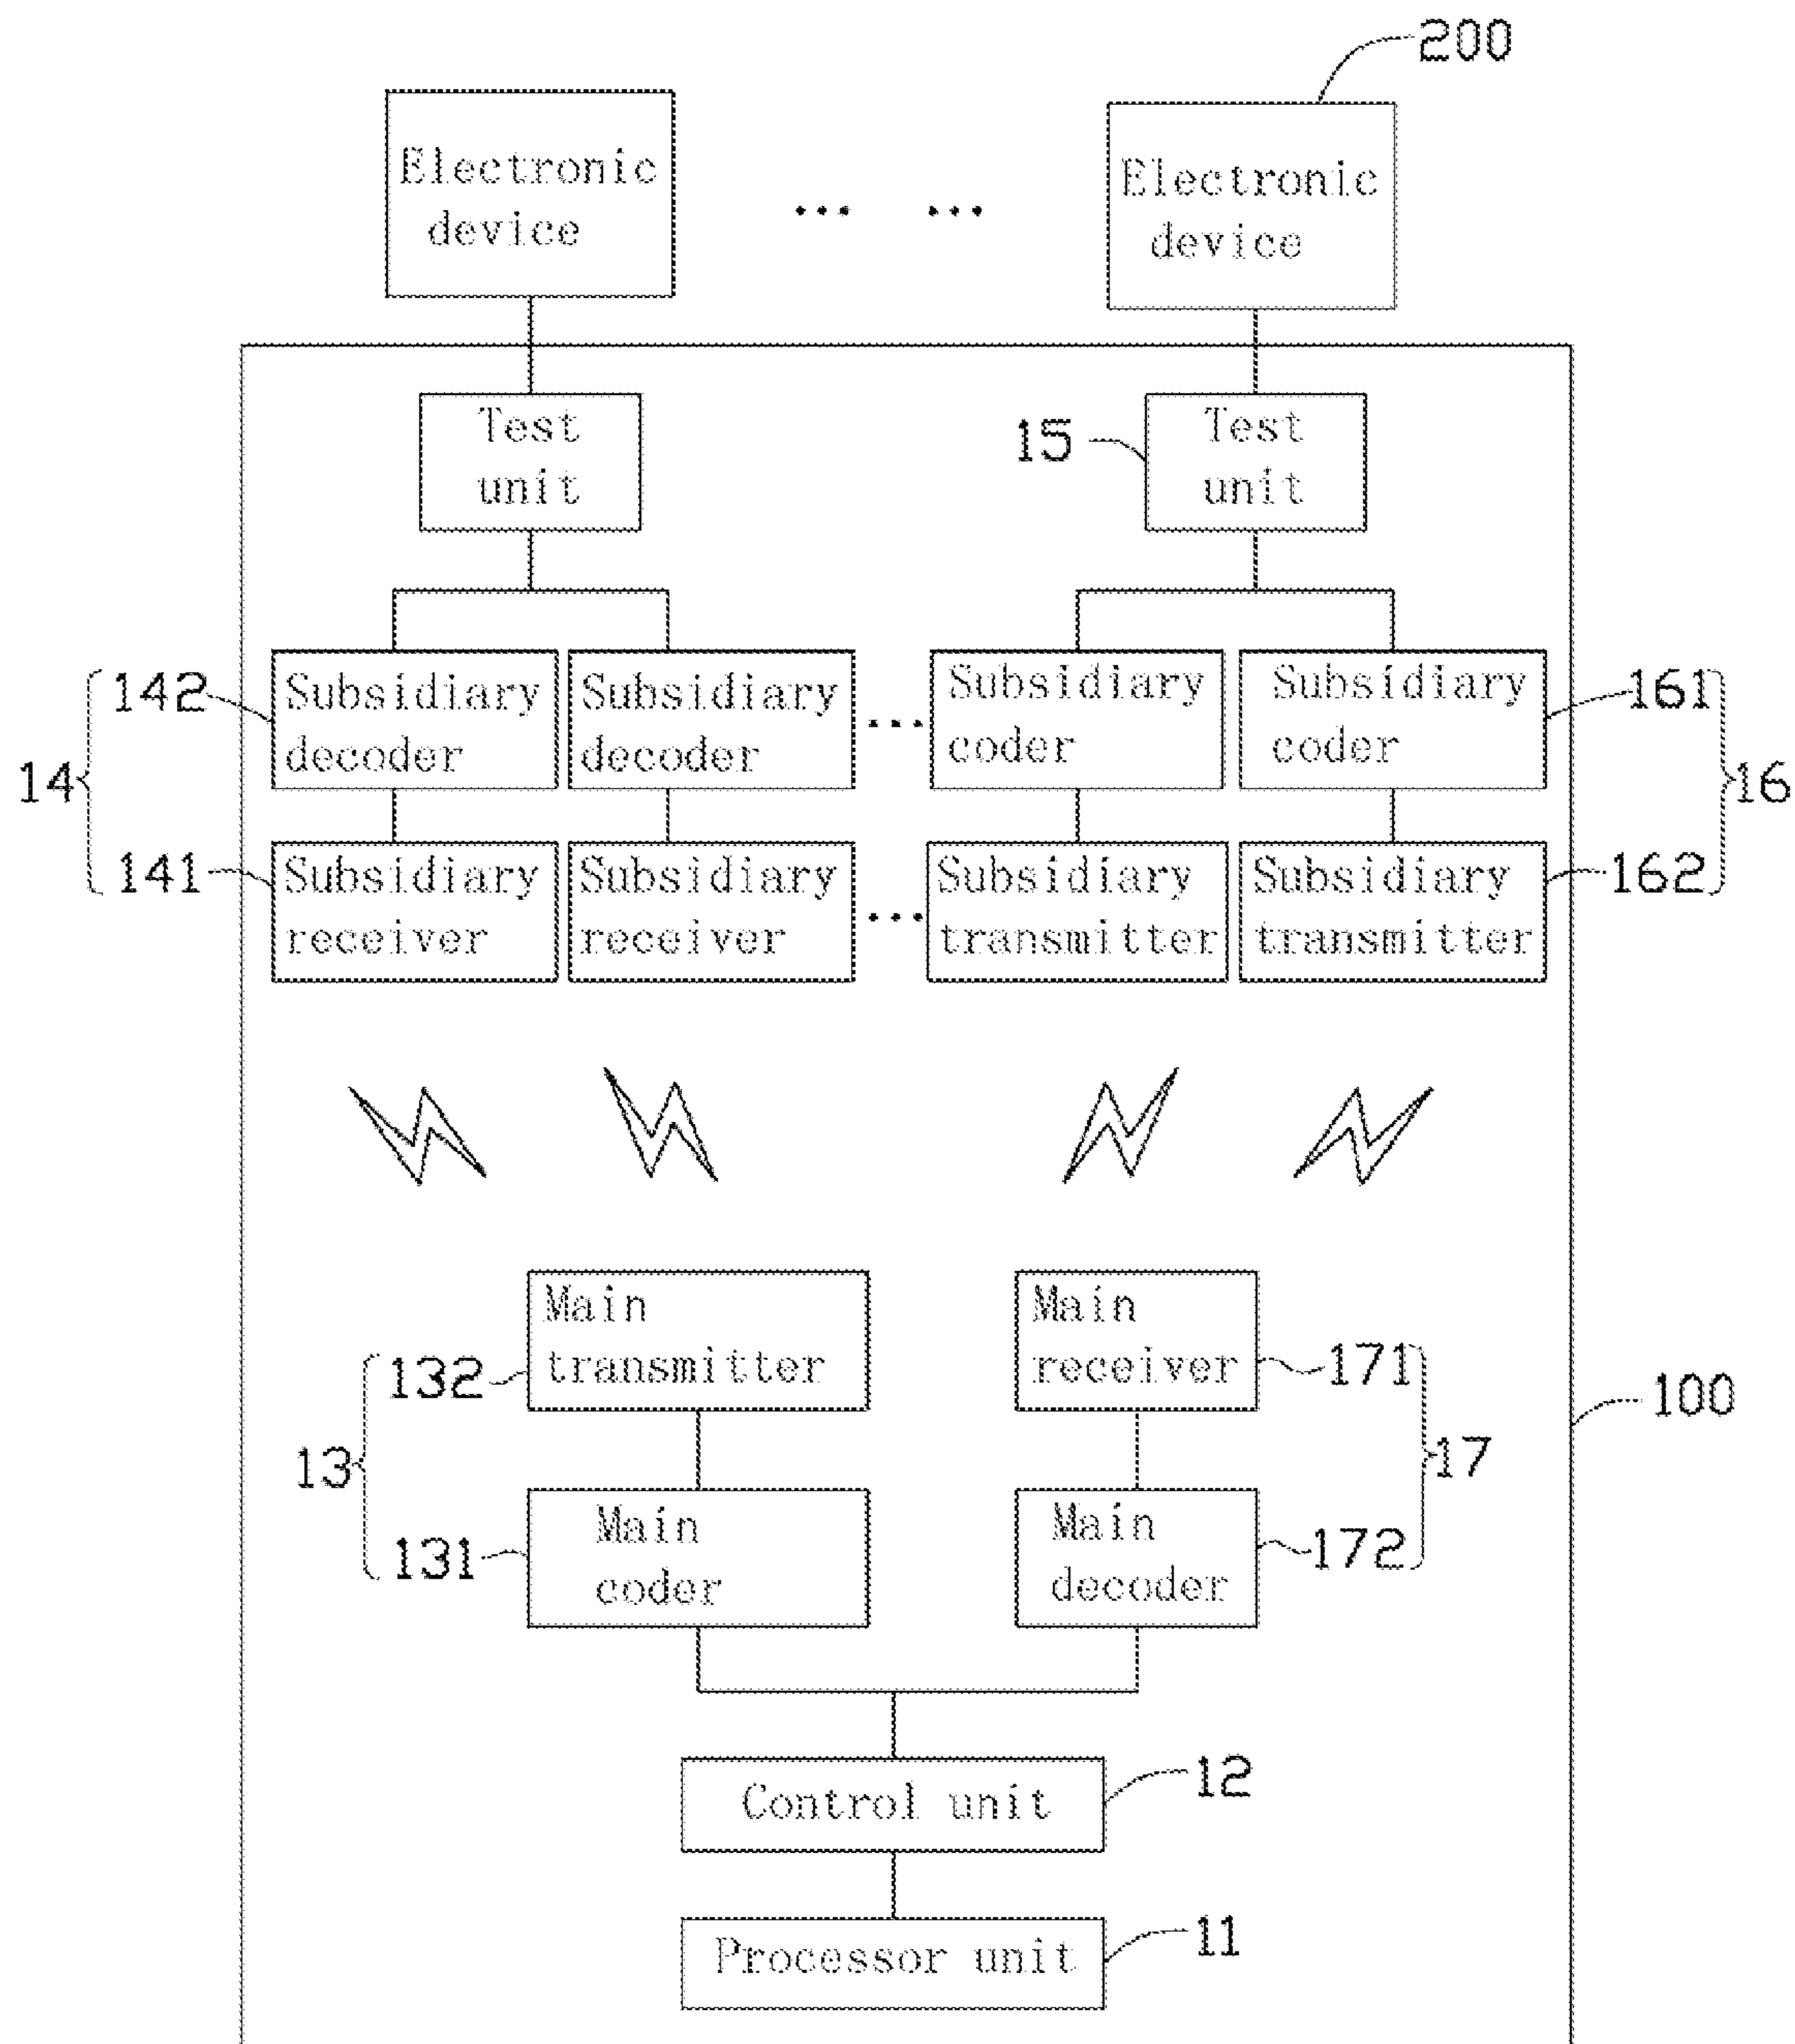 200
Electronic
device
... ...
Electronic
device
Test
unit
15
Test
unit
14
142
Subsidiary
decoder
Subsidiary
decoder
...
Subsidiary
coder
Subsidiary
coder
161
16
141
Subsidiary
receiver
Subsidiary
receiver
...
Subsidiary
transmitter
Subsidiary
transmitter
162
13
132
Main
transmitter
Main
receiver
171
17
100
131
Main
coder
Main
decoder
172
Control unit
12
Processor unit
11